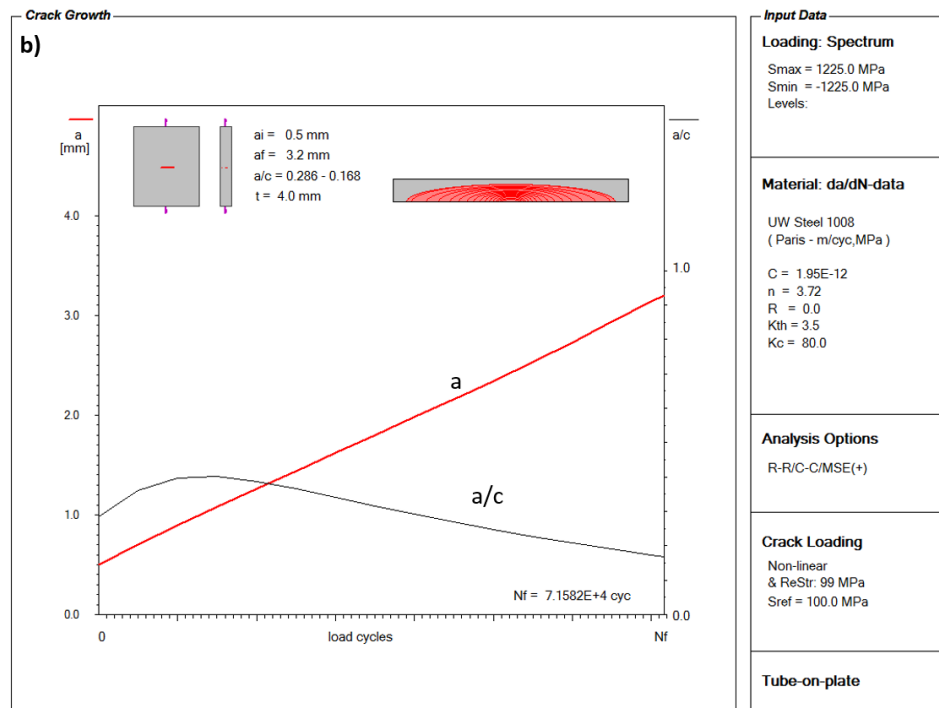 Crack Growth
b)
a
[mm]
ai = 0.5 mm
af = 3.2 mm
a/c = 0.286 - 0.168
t = 4.0 mm
a/c
4.0
3.0
2.0
1.0
0.0
1.0
0.0
a
a/c
Nf = 7.1582E+4 cyc
0
load cycles
Nf
Input Data
Loading: Spectrum
Smax = 1225.0 MPa
Smin = -1225.0 MPa
Levels:
Material: da/dN-data
UW Steel 1008
( Paris - m/cyc,MPa )
C = 1.95E-12
n = 3.72
R = 0.0
Kth = 3.5
Kc = 80.0
Analysis Options
R-R/C-C/MSE(+)
Crack Loading
Non-linear
& ReStr: 99 MPa
Sref = 100.0 MPa
Tube-on-plate